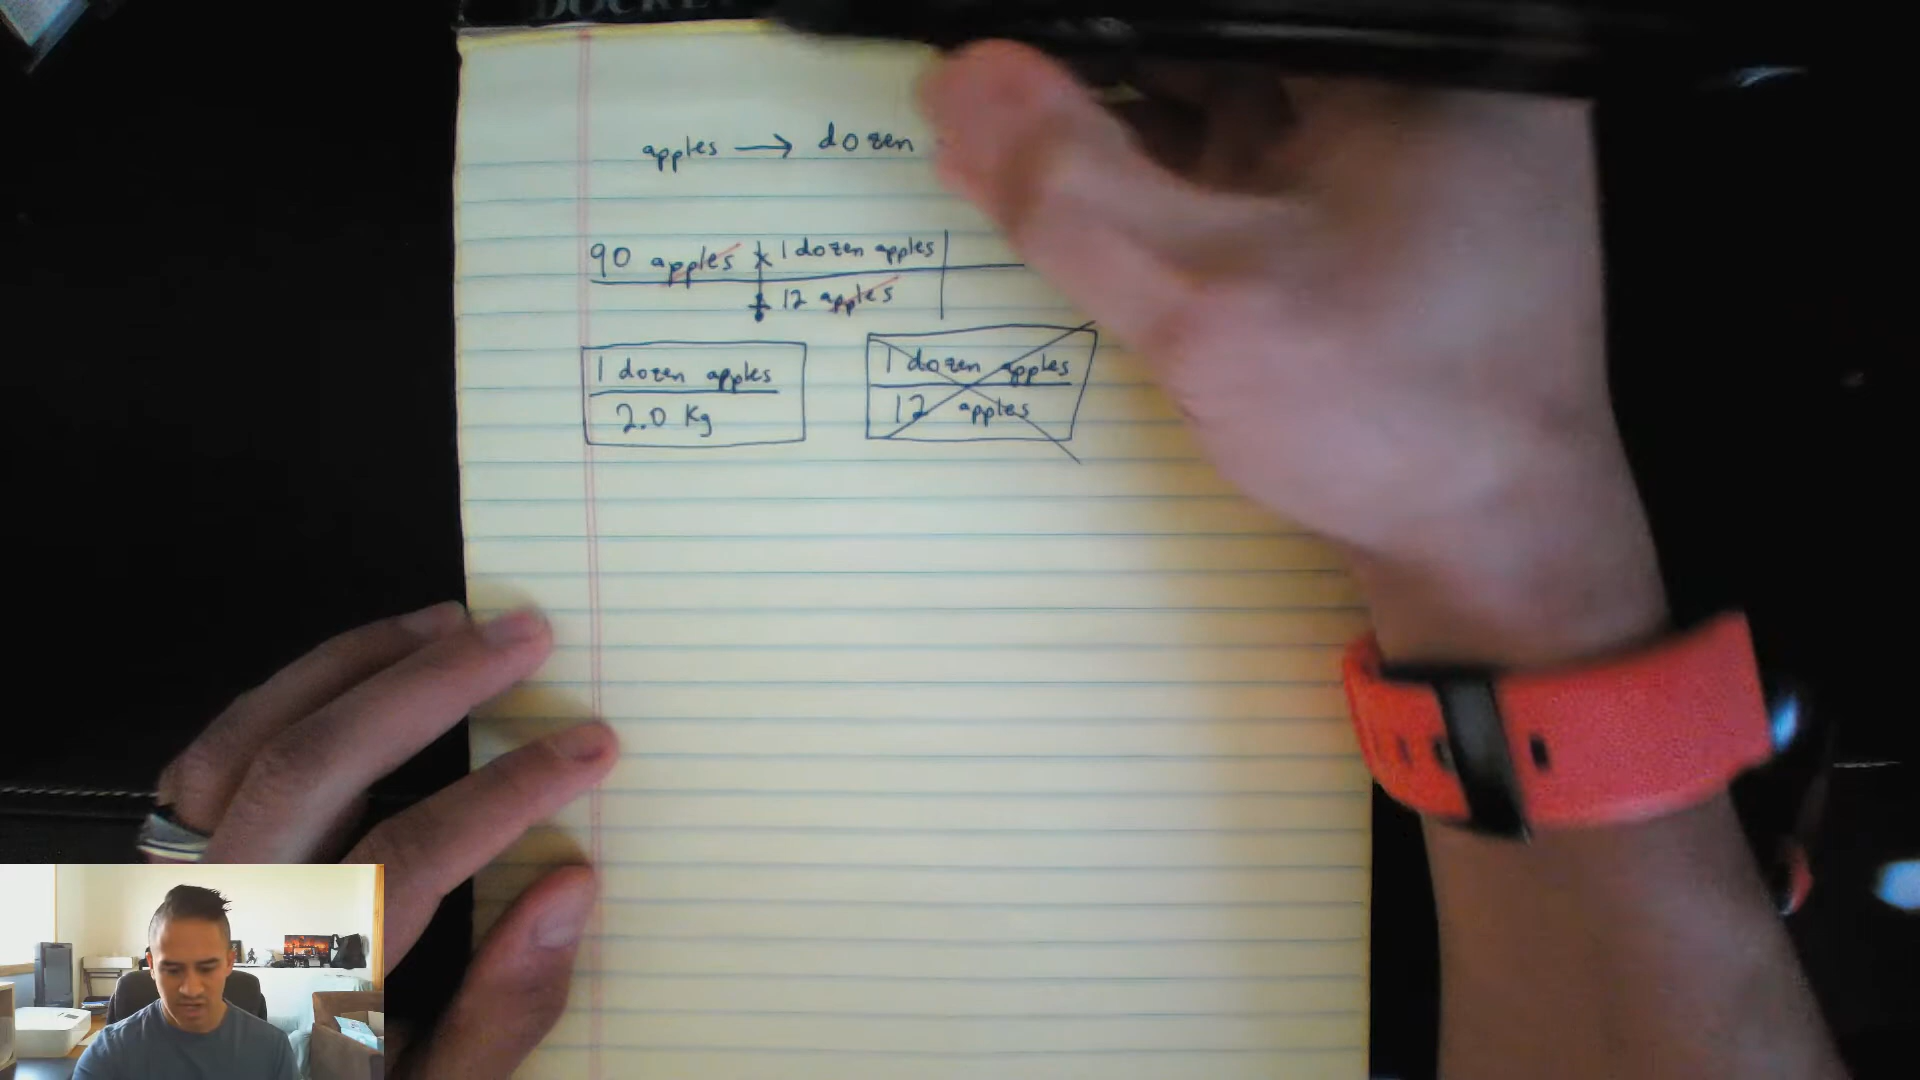 DOCKE
apples → dozen
90 apples x 1 dozen apples
÷ 12 apples
1 dozen apples
2.0 Kg
1 dozen apples
12 apples